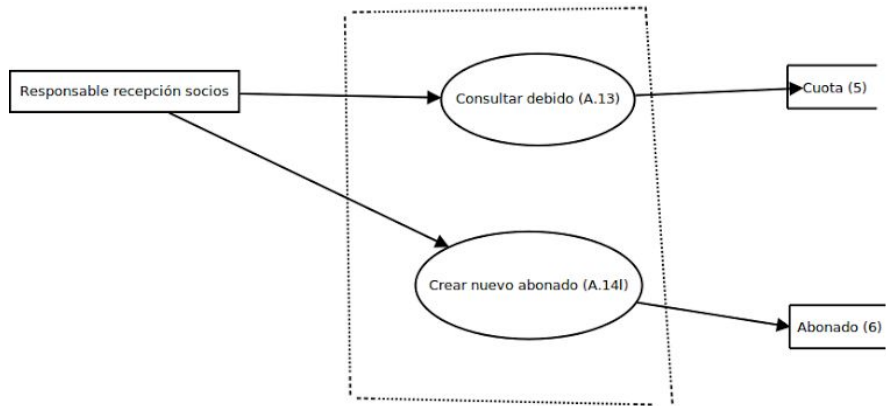 Responsable recepción socios
Consultar debido (A.13)
Cuota (5)
Crear nuevo abonado (A.14l)
Abonado (6)